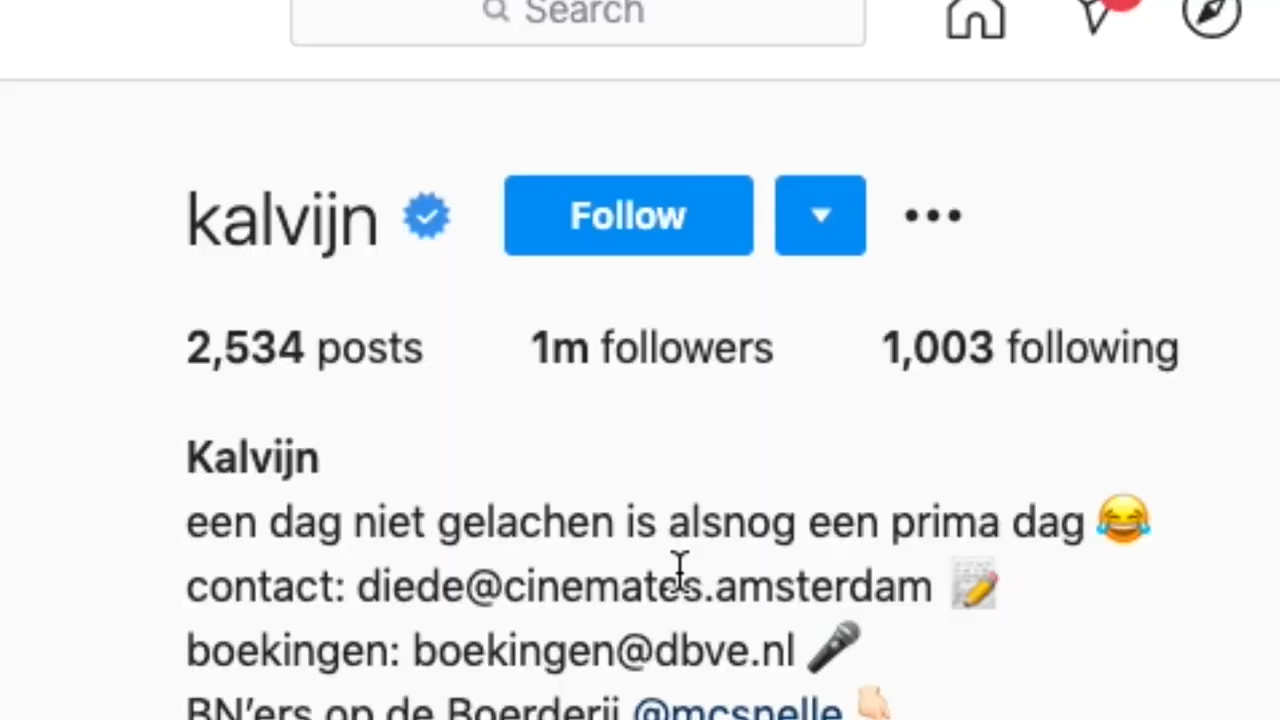 Search
kalvijn Follow
2,534 posts 1m followers 1,003 following
Kalvijn
een dag niet gelachen is alsnog een prima dag 😂
contact: diede@cinemates.amsterdam 📝
boekingen: boekingen@dbve.nl 🎤
BN'ers op de Boerderij @mcsnelle 👇🏻